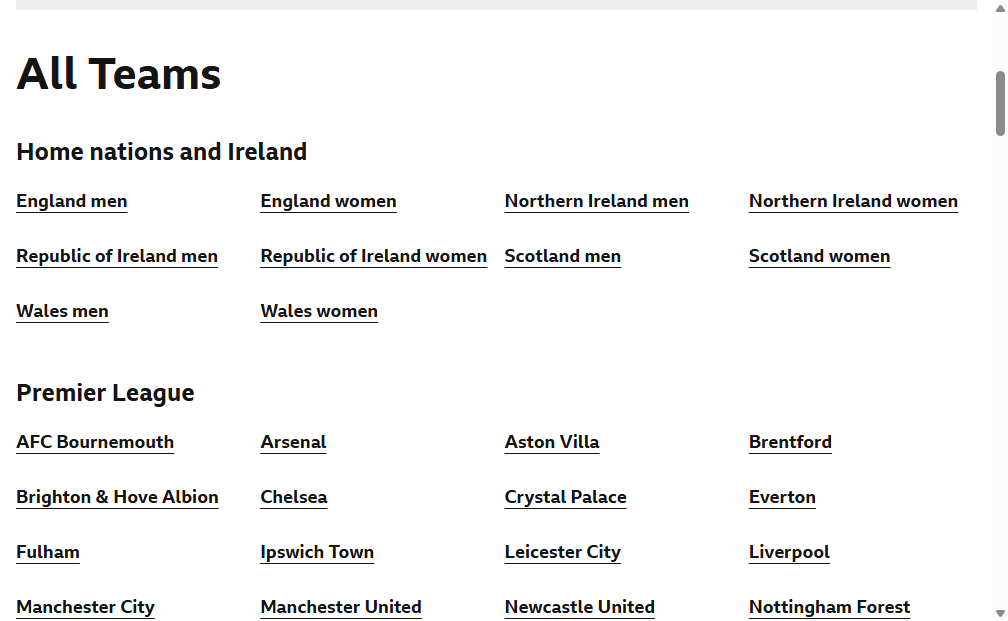 All Teams
Home nations and Ireland
England men England women Northern Ireland men Northern Ireland women
Republic of Ireland men Republic of Ireland women Scotland men Scotland women
Wales men Wales women
Premier League
AFC Bournemouth Arsenal Aston Villa Brentford
Brighton & Hove Albion Chelsea Crystal Palace Everton
Fulham Ipswich Town Leicester City Liverpool
Manchester City Manchester United Newcastle United Nottingham Forest